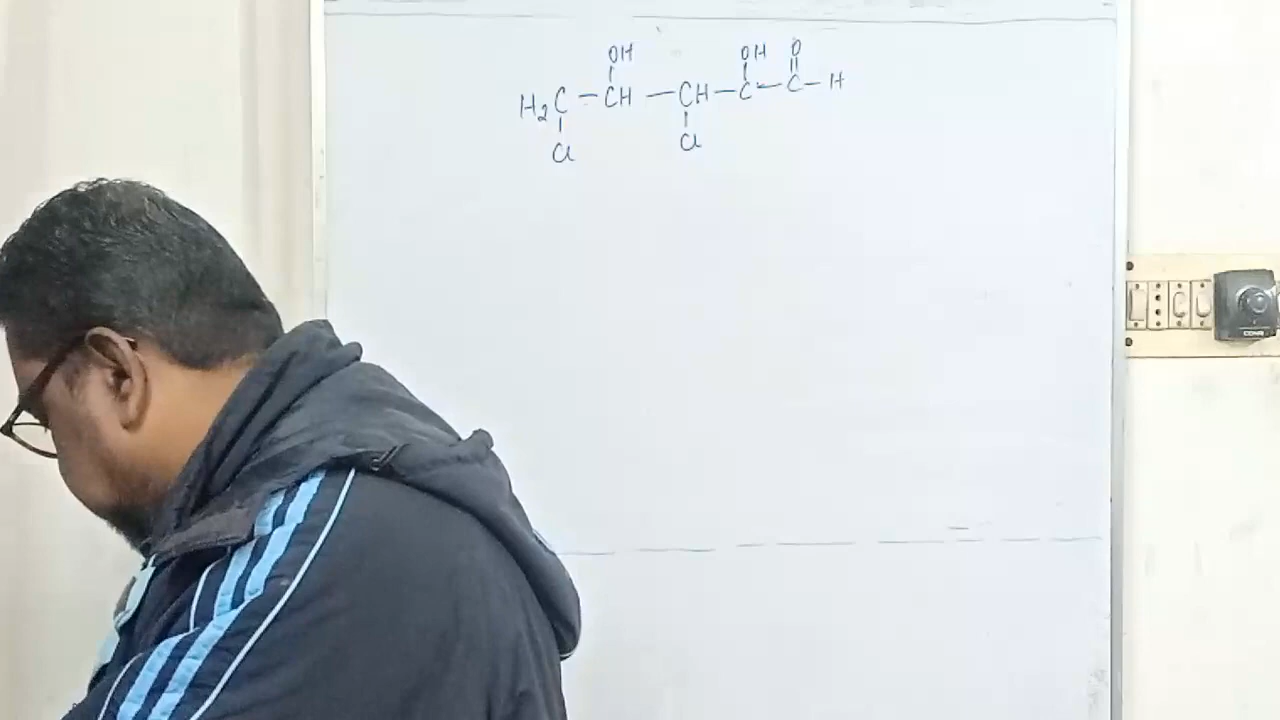 OH OH O
H₂C – CH — CH – C – C – H
Cl Cl